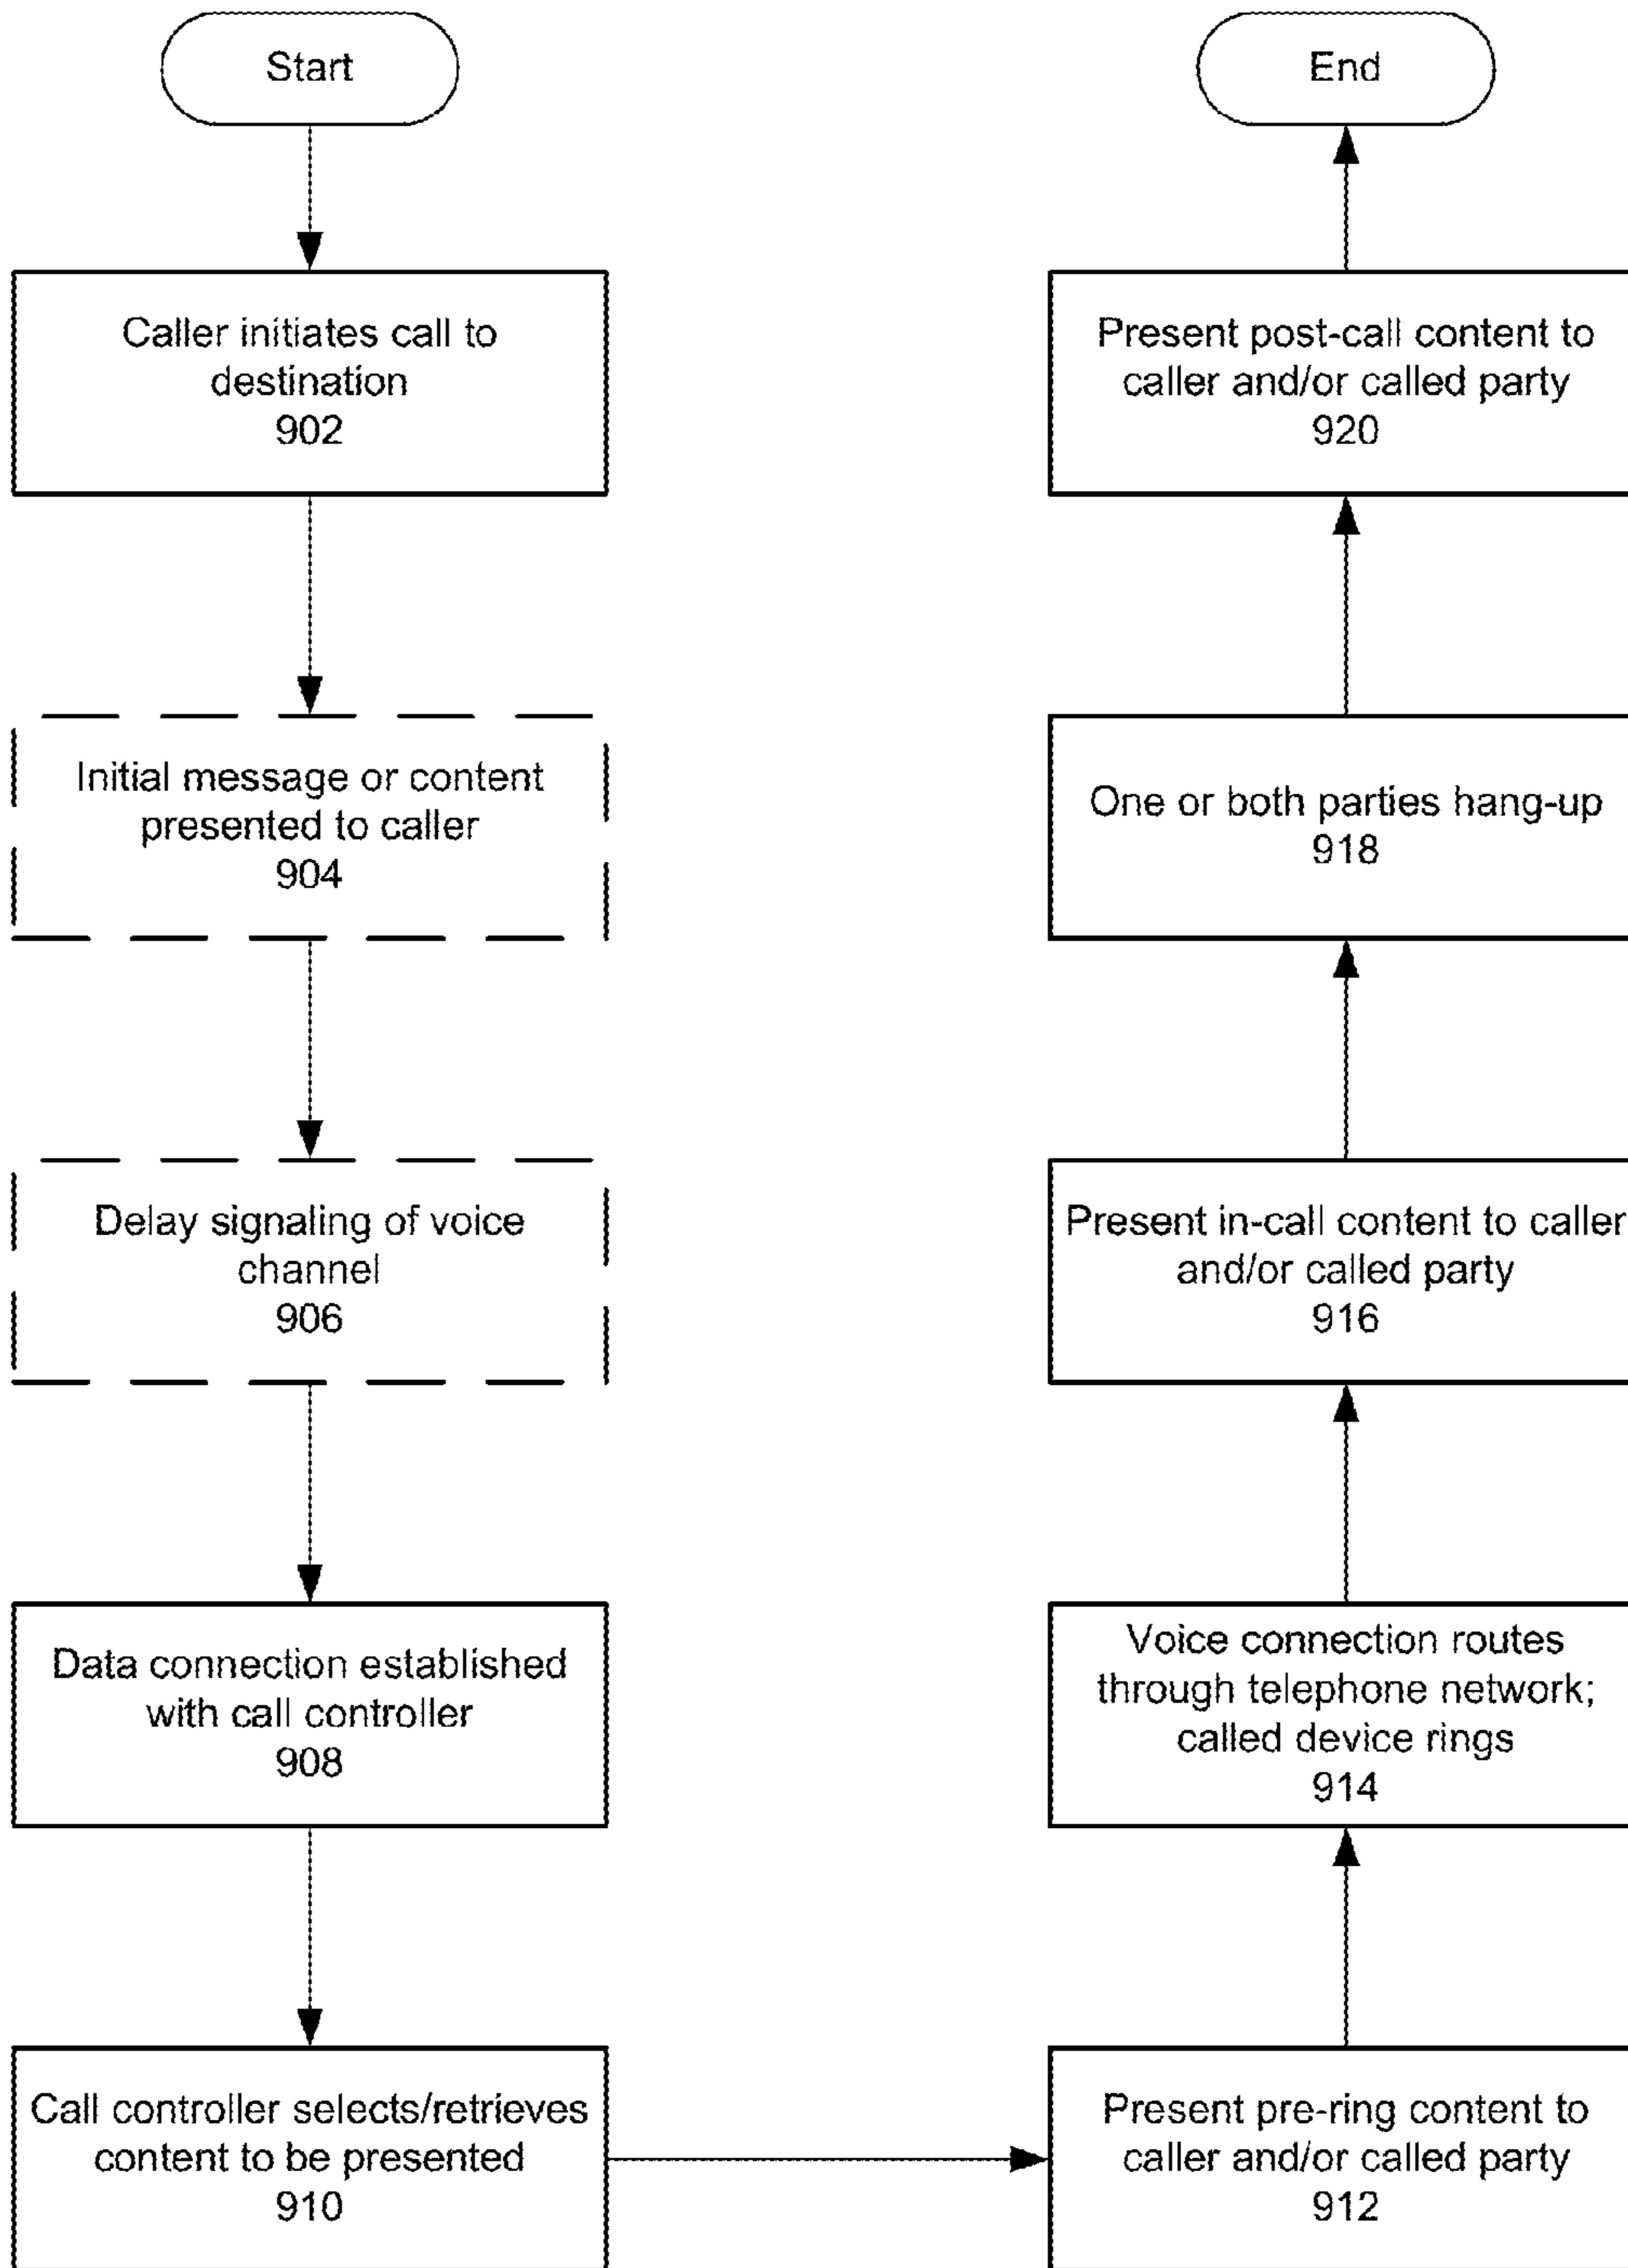 Start
Caller initiates call to
destination
902
Initial message or content
presented to caller
904
Delay signaling of voice
channel
906
Data connection established
with call controller
908
Call controller selects/retrieves
content to be presented
910
Present pre-ring content to
caller and/or called party
912
Voice connection routes
through telephone network;
called device rings
914
Present in-call content to caller
and/or called party
916
One or both parties hang-up
918
Present post-call content to
caller and/or called party
920
End